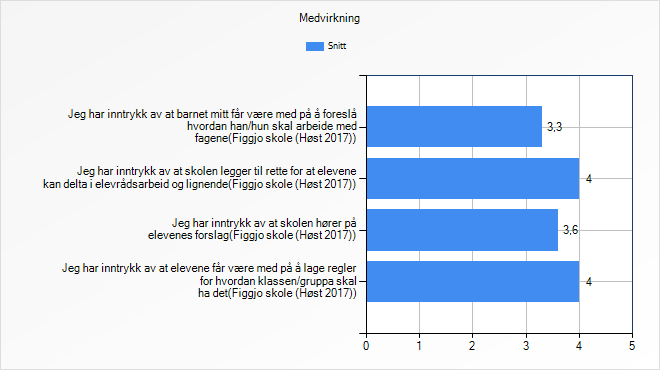 Medvirkning
Snitt
Jeg har inntrykk av at barnet mitt får være med på å foreslå
hvordan han/hun skal arbeide med
fagene(Figgjo skole (Høst 2017))
3,3
Jeg har inntrykk av at skolen legger til rette for at elevene
kan delta i elevrådsarbeid og lignende(Figgjo skole (Høst 2017))
4
Jeg har inntrykk av at skolen hører på
elevenes forslag(Figgjo skole (Høst 2017))
3,6
Jeg har inntrykk av at elevene får være med på å lage regler
for hvordan klassen/gruppa skal
ha det(Figgjo skole (Høst 2017))
4
0 1 2 3 4 5